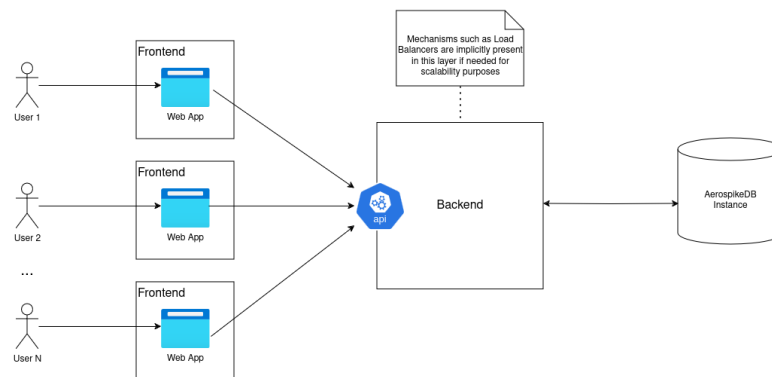 Mechanisms such as Load
Balancers are implicitly present
in this layer if needed for
scalability purposes
Frontend
Web App
User 1
Frontend
Web App
User 2
...
Frontend
Web App
User N
api
Backend
AerospikeDB
Instance